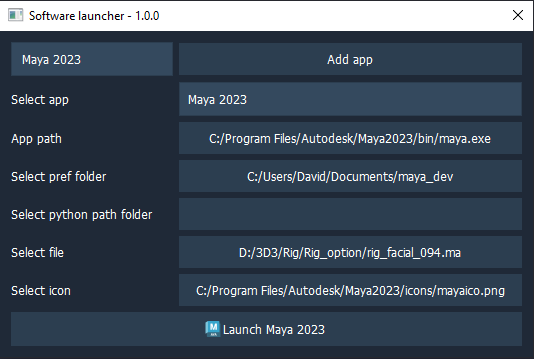 Software launcher - 1.0.0
Maya 2023 Add app
Select app Maya 2023
App path C:/Program Files/Autodesk/Maya2023/bin/maya.exe
Select pref folder C:/Users/David/Documents/maya_dev
Select python path folder
Select file D:/3D3/Rig/Rig_option/rig_facial_094.ma
Select icon C:/Program Files/Autodesk/Maya2023/icons/mayaico.png
M Launch Maya 2023